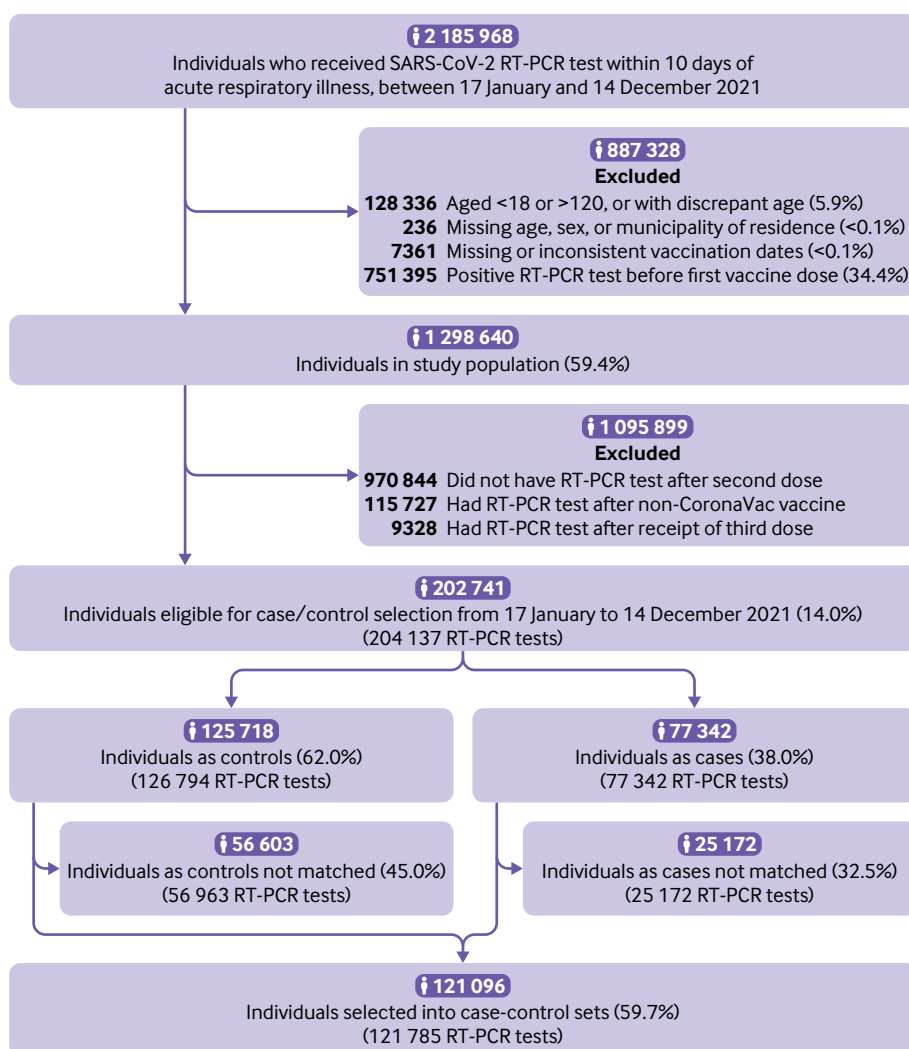 2 185 968
Individuals who received SARS-CoV-2 RT-PCR test within 10 days of
acute respiratory illness, between 17 January and 14 December 2021
887 328
Excluded
128 336 Aged <18 or >120, or with discrepant age (5.9%)
236 Missing age, sex, or municipality of residence (<0.1%)
7361 Missing or inconsistent vaccination dates (<0.1%)
751 395 Positive RT-PCR test before first vaccine dose (34.4%)
1 298 640
Individuals in study population (59.4%)
1 095 899
Excluded
970 844 Did not have RT-PCR test after second dose
115 727 Had RT-PCR test after non-CoronaVac vaccine
9328 Had RT-PCR test after receipt of third dose
202 741
Individuals eligible for case/control selection from 17 January to 14 December 2021 (14.0%)
(204 137 RT-PCR tests)
125 718
Individuals as controls (62.0%)
(126 794 RT-PCR tests)
77 342
Individuals as cases (38.0%)
(77 342 RT-PCR tests)
56 603
Individuals as controls not matched (45.0%)
(56 963 RT-PCR tests)
25 172
Individuals as cases not matched (32.5%)
(25 172 RT-PCR tests)
121 096
Individuals selected into case-control sets (59.7%)
(121 785 RT-PCR tests)